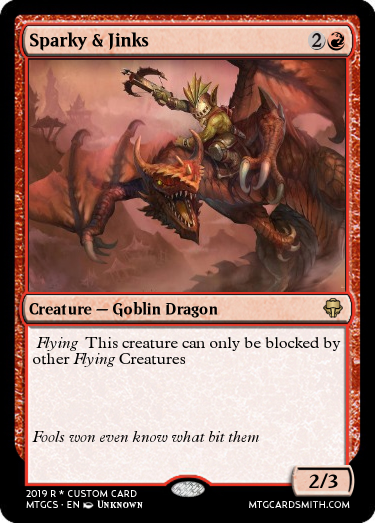 Sparky & Jinks 2
Creature — Goblin Dragon
Flying This creature can only be blocked by
other Flying Creatures
Fools won even know what bit them
2/3
2019 R * CUSTOM CARD
MTGCS · EN Unknown
MTGCARDSMITH.COM